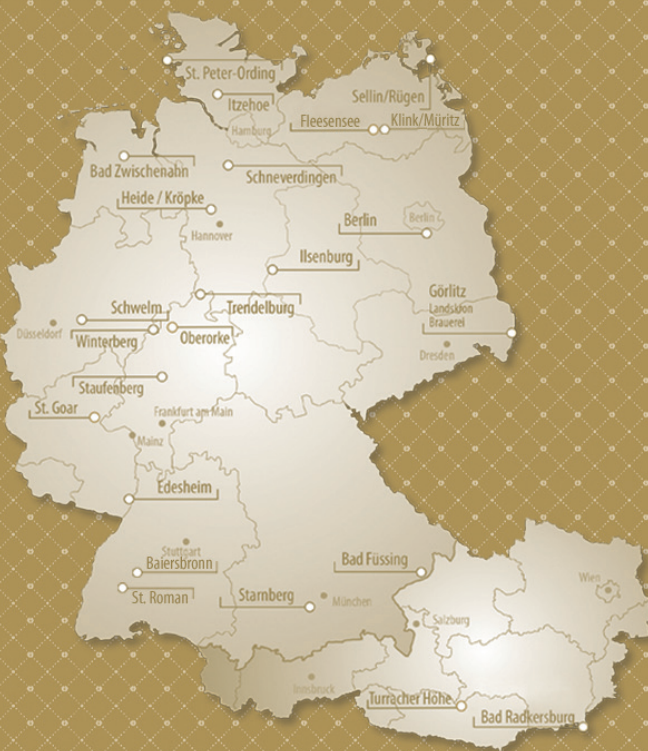 St. Peter-Ording
Itzehoe
Hamburg
Sellin/Rügen
Fleesensee
Klink/Müritz
Bad Zwischenahn
Schneverdingen
Heide / Kröpke
Hannover
Berlin
Berlin
Ilsenburg
Görlitz
Landskron
Brauerei
Schwelm
Trendelburg
Düsseldorf
Winterberg
Oberorke
Dresden
Staufenberg
St. Goar
Frankfurt am Main
Mainz
Edesheim
Stuttgart
Baiersbronn
Bad Füssing
St. Roman
Starnberg
München
Wien
Salzburg
Innsbruck
Turracher Höhe
Bad Radkersburg